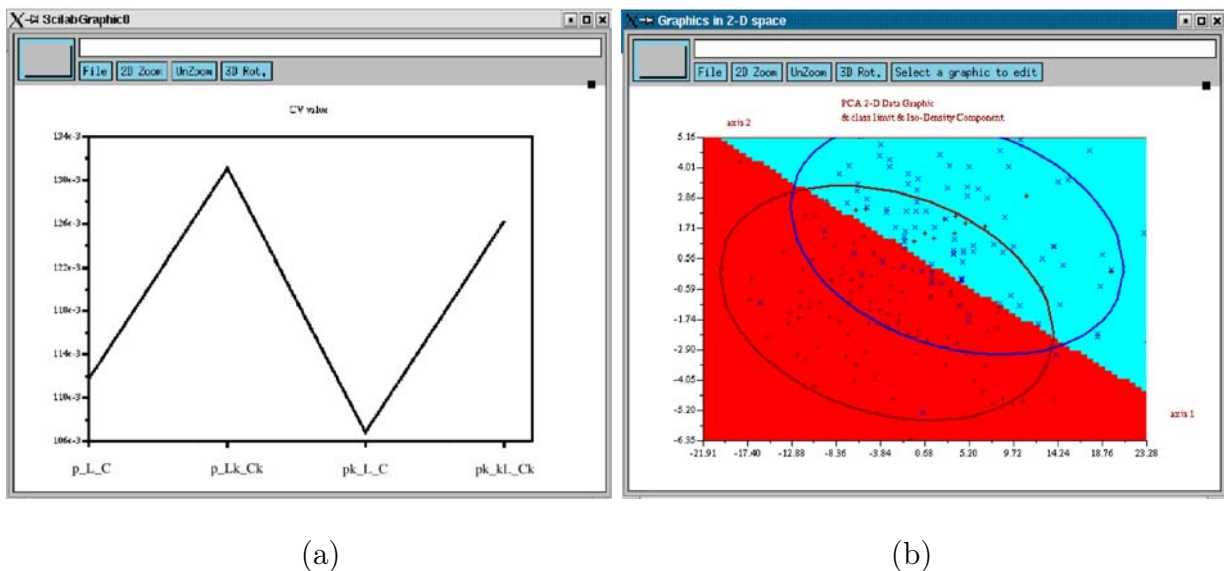 ScilabGraphic0
File 2D Zoom UnZoom 3D Rot.
CV value
134e-3
130e-3
126e-3
122e-3
118e-3
114e-3
110e-3
106e-3
p_L_C p_Lk_Ck pk_L_C pk_kL_Ck
(a)
Graphics in 2-D space
File 2D Zoom UnZoom 3D Rot. Select a graphic to edit
PCA 2-D Data Graphic
& class limit & Iso-Density Component
axis 2
5.16
4.01
2.86
1.71
0.56
-0.59
-1.74
-2.90
-4.05
-5.20
-6.35
axis 1
-21.91 -17.40 -12.88 -8.36 -3.84 0.68 5.20 9.72 14.24 18.76 23.28
(b)